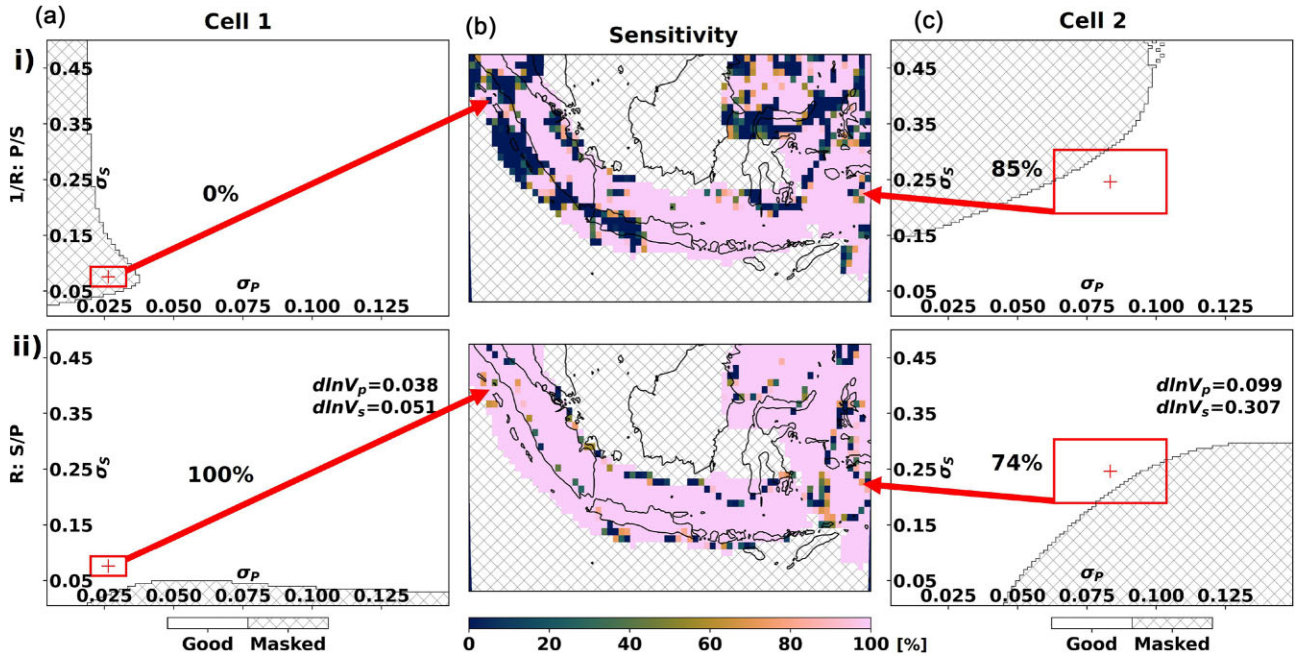 (a)
Cell 1
(b)
Sensitivity
(c)
Cell 2
i)
1/R: P/S
0.45
0.35
0.25
0.15
0.05
σS
0%
σP
0.025 0.050 0.075 0.100 0.125
0.45
0.35
0.25
0.15
0.05
σS
85%
σP
0.025 0.050 0.075 0.100 0.125
ii)
R: S/P
0.45
0.35
0.25
0.15
0.05
σS
dlnVp=0.038
dlnVs=0.051
100%
σP
0.025 0.050 0.075 0.100 0.125
0.45
0.35
0.25
0.15
0.05
σS
dlnVp=0.099
dlnVs=0.307
74%
σP
0.025 0.050 0.075 0.100 0.125
Good Masked
0 20 40 60 80 100 [%]
Good Masked